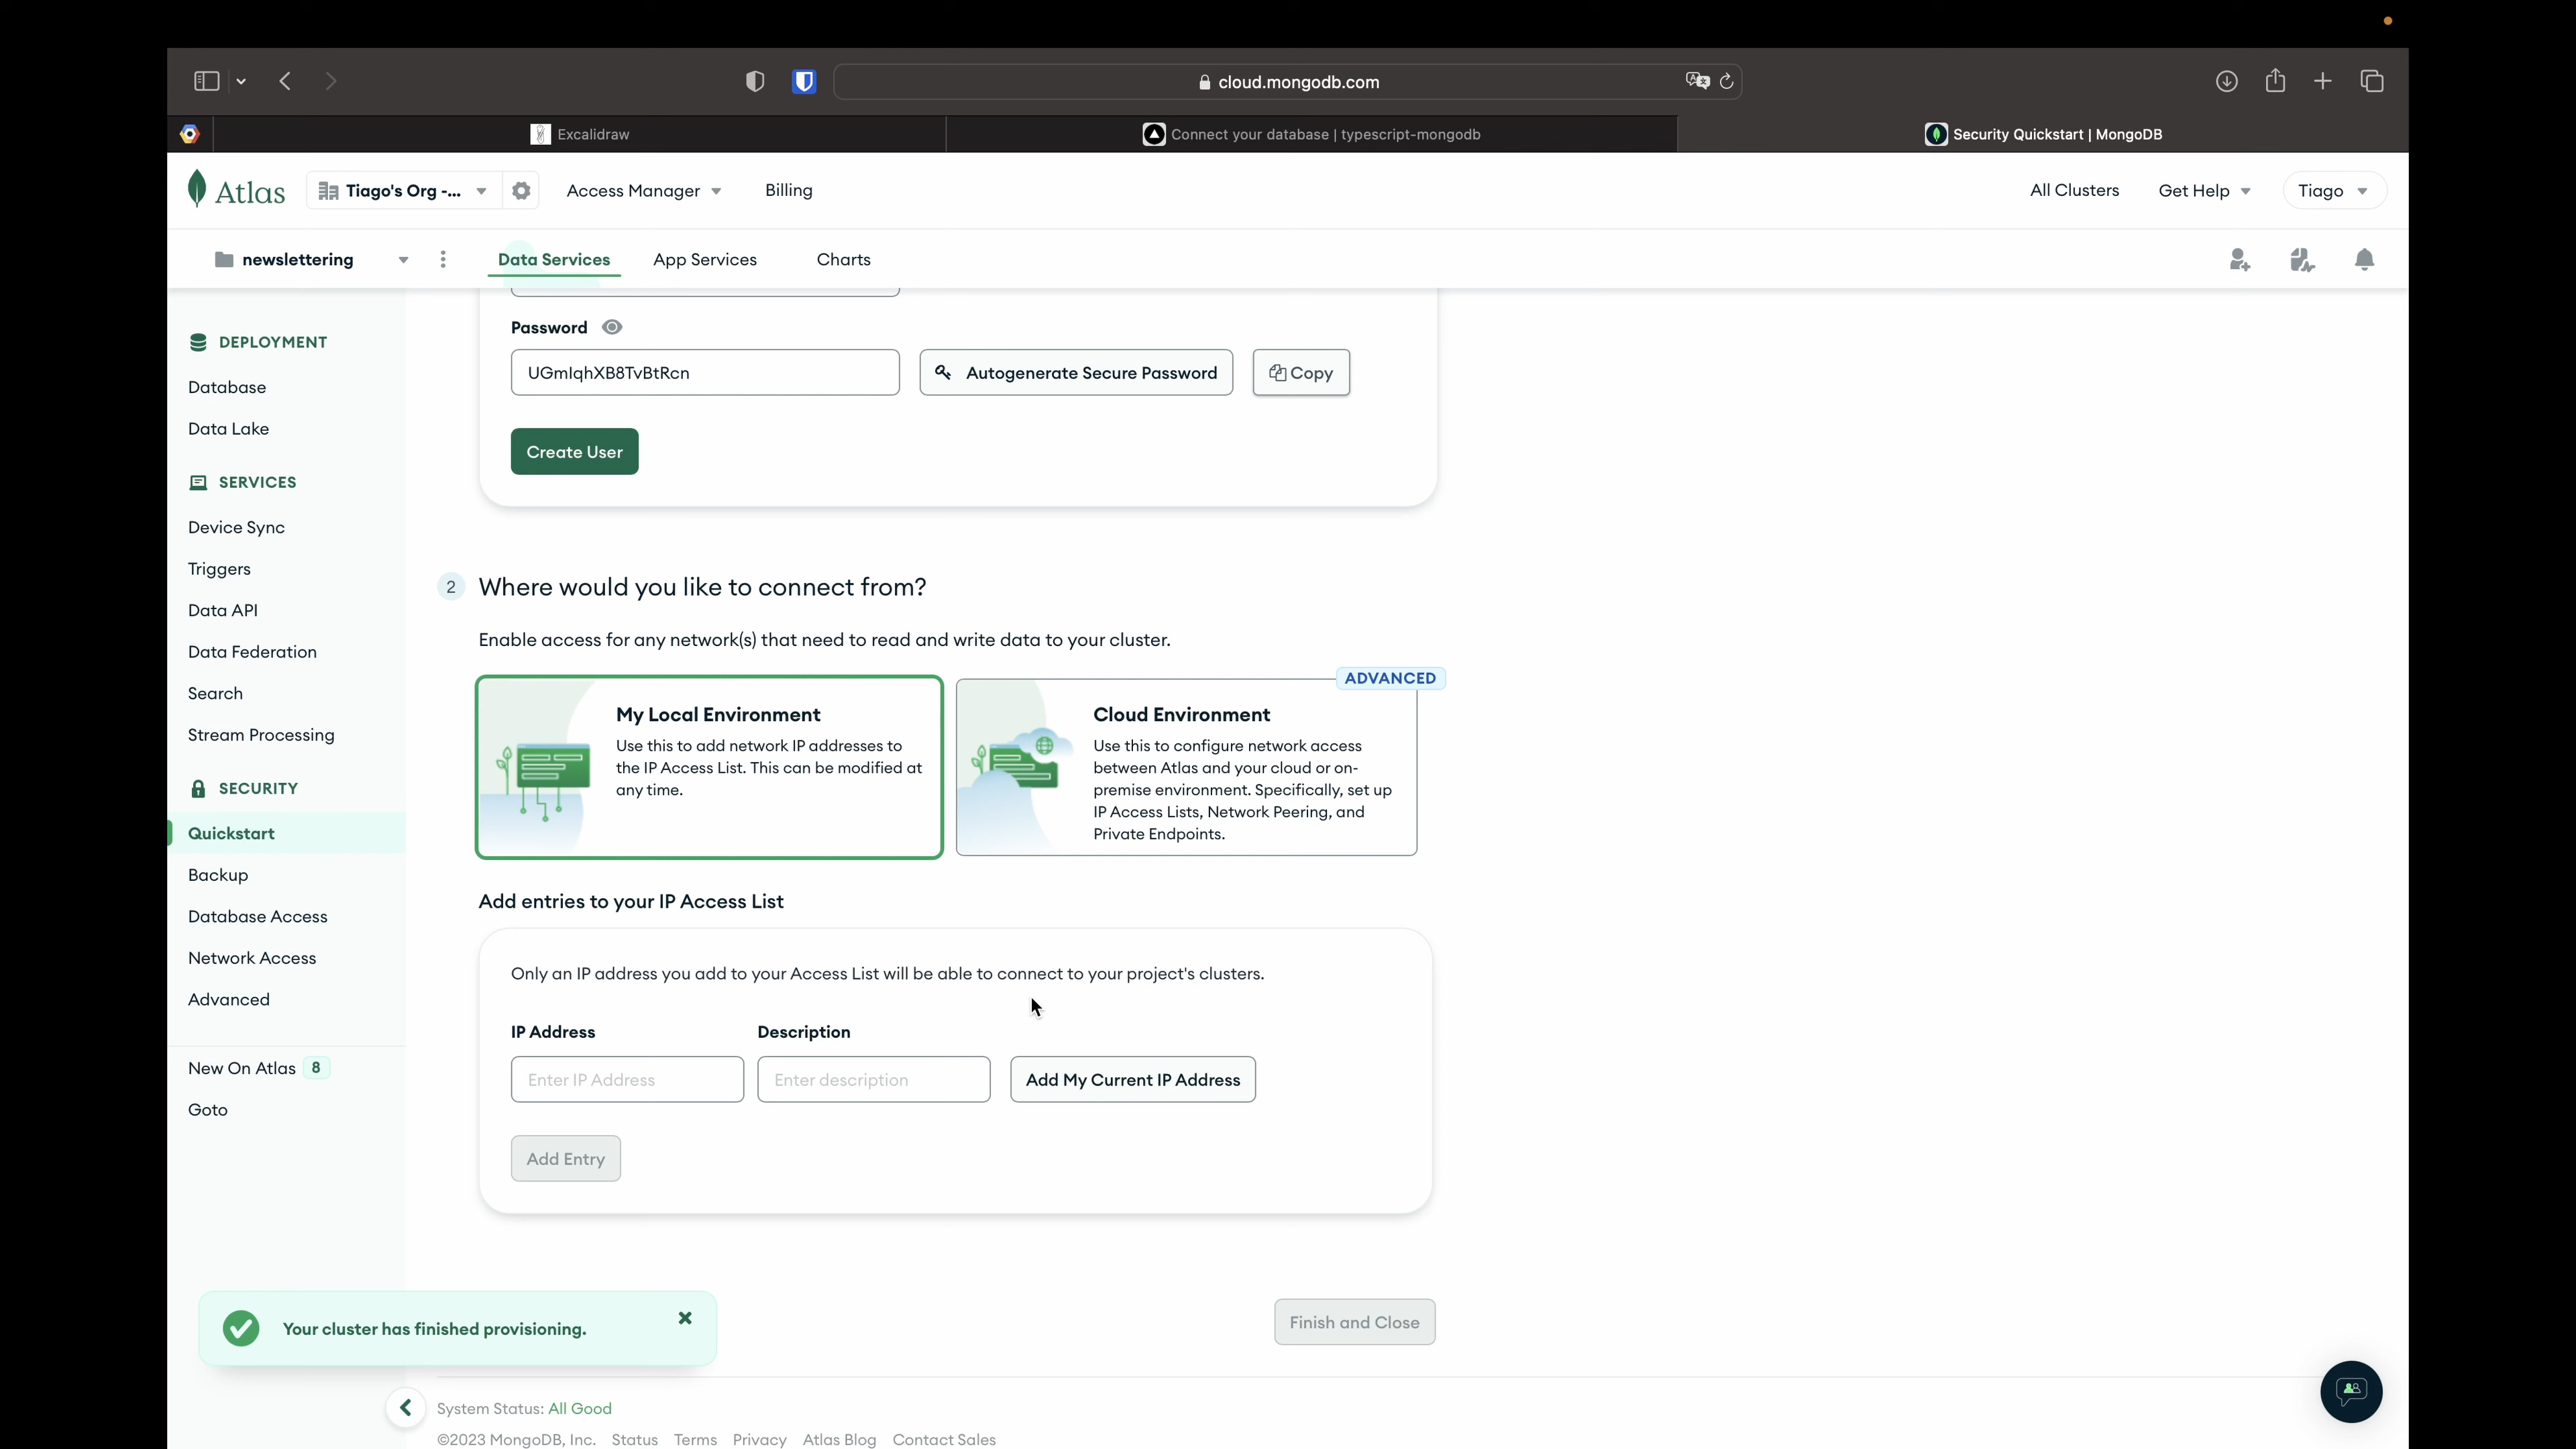 cloud.mongodb.com
Excalidraw
Connect your database | typescript-mongodb
Security Quickstart | MongoDB
Atlas
Tiago's Org -...
Access Manager
Billing
All Clusters
Get Help
Tiago
newslettering
Data Services
App Services
Charts
DEPLOYMENT
Database
Data Lake
SERVICES
Device Sync
Triggers
Data API
Data Federation
Search
Stream Processing
SECURITY
Quickstart
Backup
Database Access
Network Access
Advanced
New On Atlas 8
Goto
Password
UGmlqhXB8TvBtRcn
Autogenerate Secure Password
Copy
Create User
2 Where would you like to connect from?
Enable access for any network(s) that need to read and write data to your cluster.
My Local Environment
Use this to add network IP addresses to
the IP Access List. This can be modified at
any time.
ADVANCED
Cloud Environment
Use this to configure network access
between Atlas and your cloud or on-
premise environment. Specifically, set up
IP Access Lists, Network Peering, and
Private Endpoints.
Add entries to your IP Access List
Only an IP address you add to your Access List will be able to connect to your project's clusters.
IP Address
Description
Enter IP Address
Enter description
Add My Current IP Address
Add Entry
Your cluster has finished provisioning.
Finish and Close
System Status: All Good
©2023 MongoDB, Inc. Status Terms Privacy Atlas Blog Contact Sales